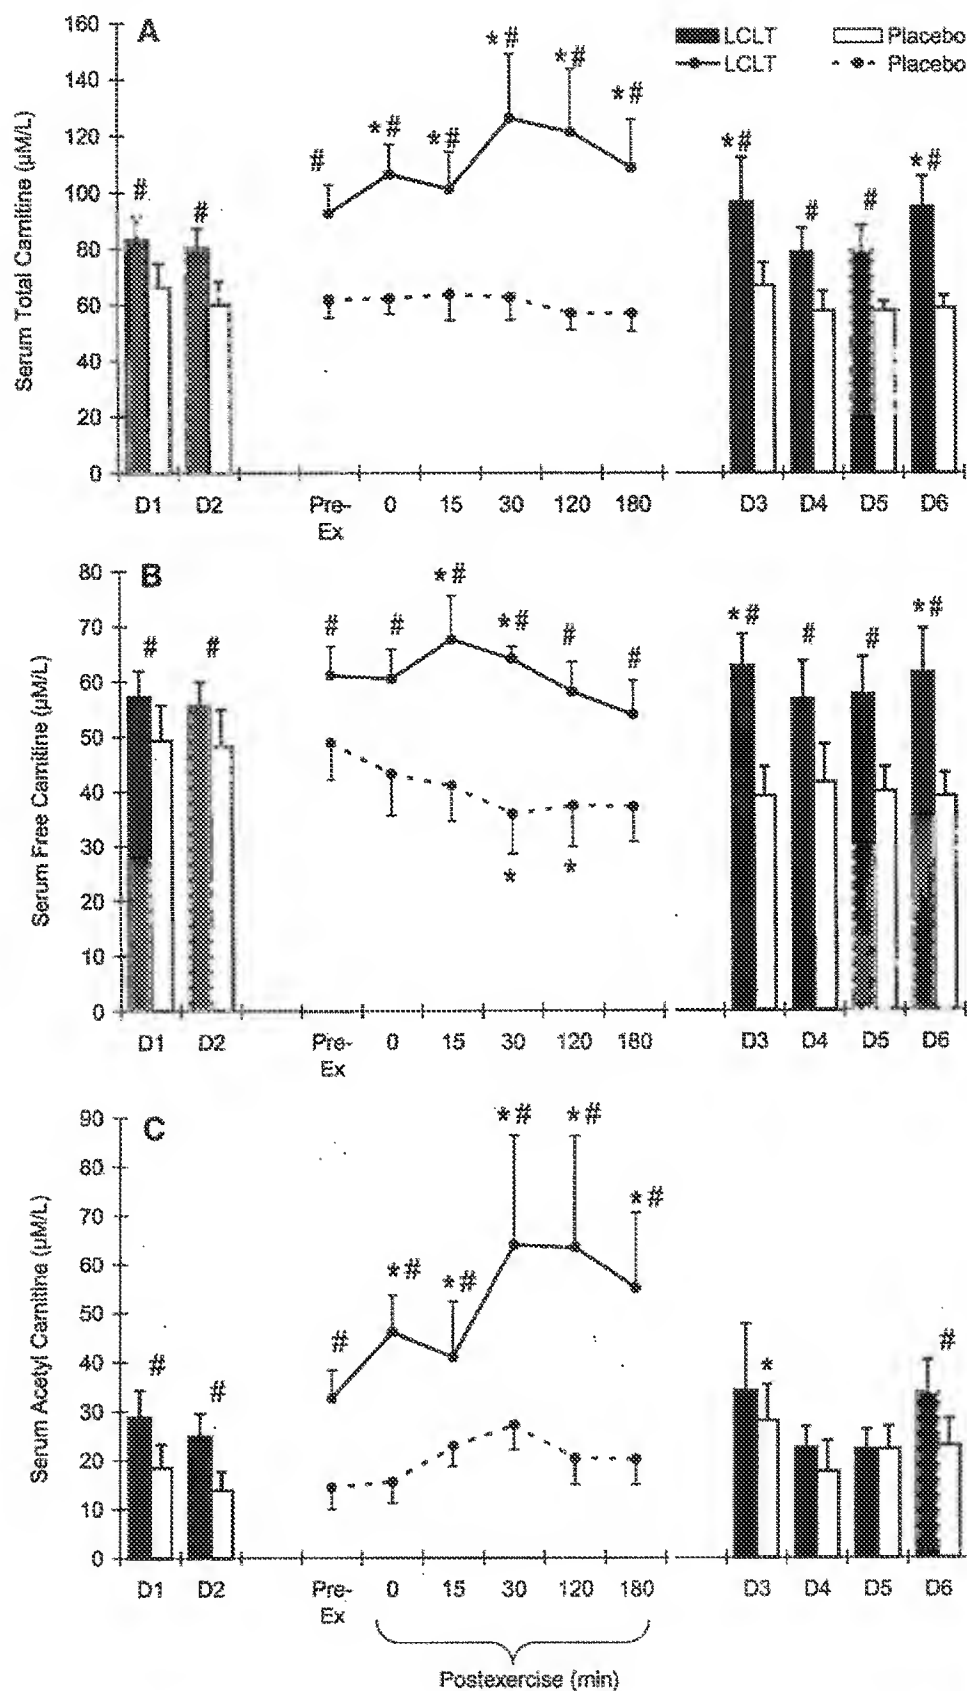 A
LCLT Placebo
LCLT Placebo
Serum Total Carnitine (µM/L)
160
140
120
100
80
60
40
20
0
# # # *# *# *# *# *# *# # # *#
D1 D2 Pre-Ex 0 15 30 120 180 D3 D4 D5 D6
B
Serum Free Carnitine (µM/L)
80
70
60
50
40
30
20
10
0
# # # # *# *# # # *# # # *#
* *
D1 D2 Pre-Ex 0 15 30 120 180 D3 D4 D5 D6
C
Serum Acetyl Carnitine (µM/L)
90
80
70
60
50
40
30
20
10
0
# # # *# *# *# *# *# * #
D1 D2 Pre-Ex 0 15 30 120 180 D3 D4 D5 D6
Postexercise (min)